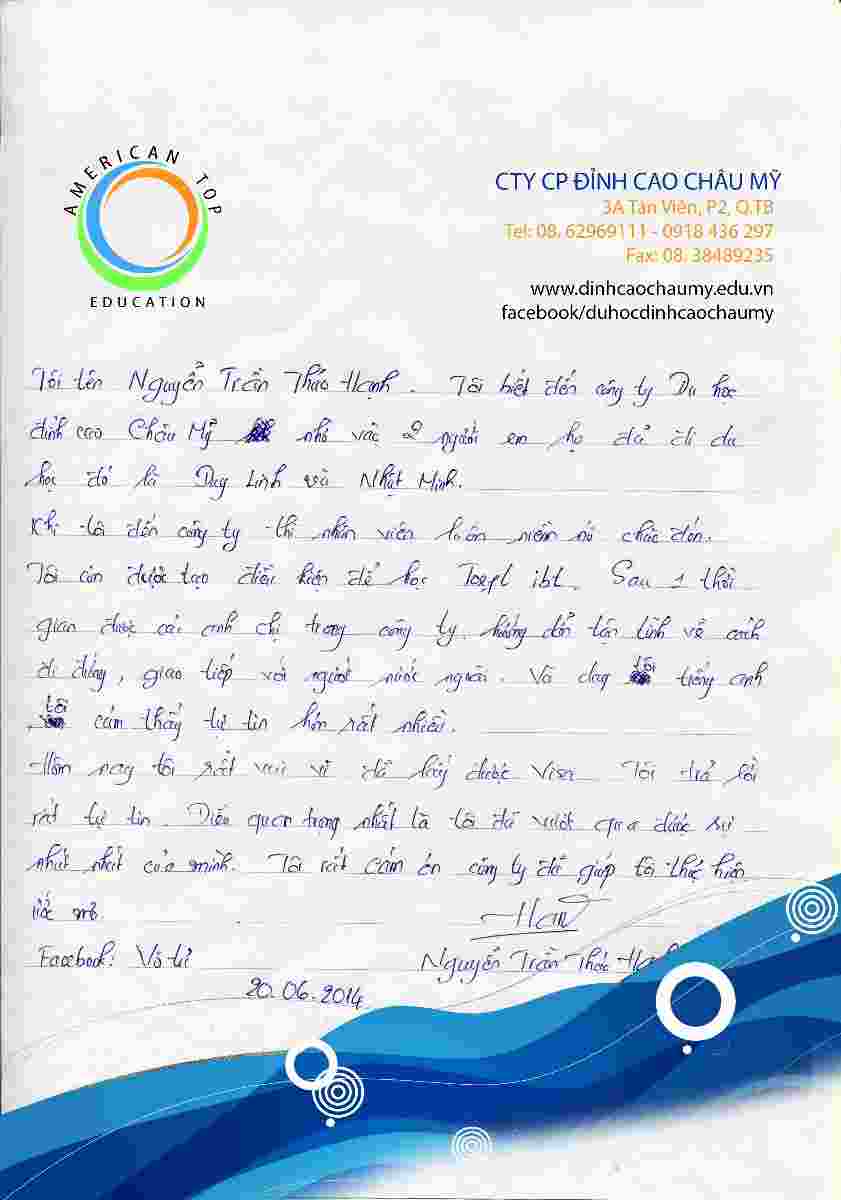 AMERICAN TOP
EDUCATION
CTY CP ĐỈNH CAO CHÂU MỸ
3A Tản Viên, P2, Q.TB
Tel: 08. 62969111 - 0918 436 297
Fax: 08. 38489235
www.dinhcaochaumy.edu.vn
facebook/duhocdinhcaochaumy
Tôi tên Nguyễn Trần Thảo Hạnh. Tôi biết đến công ty Du học
đỉnh cao Châu Mỹ nhờ vào 2 người em họ đã đi du
học đó là Duy Linh và Nhật Minh.
Khi tôi đến công ty thì nhân viên luôn niềm nở chào đón.
Tôi còn được tạo điều kiện để học Toefl ibt. Sau 1 thời
gian được các anh chị trong công ty hướng dẫn tận tình về cách
đi đứng, giao tiếp với người nước ngoài. Và dạy tôi tiếng anh
, tôi cảm thấy tự tin hơn rất nhiều.
Hôm nay tôi rất vui vì đã lấy được Visa. Tôi trả lời
rất tự tin. Điều quan trọng nhất là tôi đã vượt qua được sự
nhút nhát của mình. Tôi rất cảm ơn công ty đã giúp tôi thực hiện
ước mơ.
Facebook: Vô tư
Nguyễn Trần Thảo Hạnh
20.06.2014